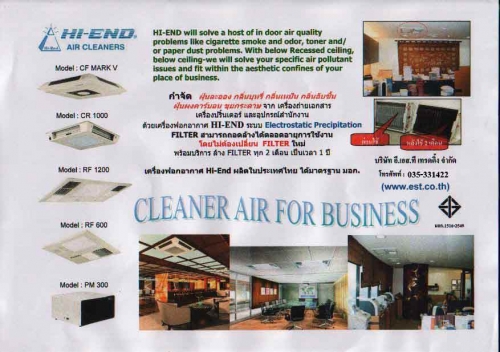 HI-END®
Hi-End
AIR CLEANERS
Model : CF MARK V
Model : CR 1000
Model : RF 1200
Model : RF 600
Model : PM 300
HI-END will solve a host of in door air quality
problems like cigarette smoke and odor, toner and/
or paper dust problems. With below Recessed ceiling,
below ceiling-we will solve your specific air pollutant
issues and fit within the aesthetic confines of your
place of business.
กำจัด ฝุ่นละออง กลิ่นบุหรี่ กลิ่นเหม็น กลิ่นอับชื้น
ฝุ่นผงคาร์บอน ขุยกระดาษ จาก เครื่องถ่ายเอกสาร
เครื่องปริ้นเตอร์ และอุปกรณ์สำนักงาน
ด้วยเครื่องฟอกอากาศ HI-END ระบบ Electrostatic Precipitation
FILTER สามารถถอดล้างได้ตลอดอายุการใช้งาน
โดยไม่ต้องเปลี่ยน FILTER ใหม่
พร้อมบริการ ล้าง FILTER ทุก 2 เดือน เป็นเวลา 1 ปี
เครื่องฟอกอากาศ Hi-End ผลิตในประเทศไทย ได้มาตรฐาน มอก.
ก่อนใช้
หลังใช้ 2 เดือน
บริษัท อี.เอส.ที เทรดดิ้ง จำกัด
โทรศัพท์ : 035-331422
(www.est.co.th)
มอก.1516-2549
CLEANER AIR FOR BUSINESS